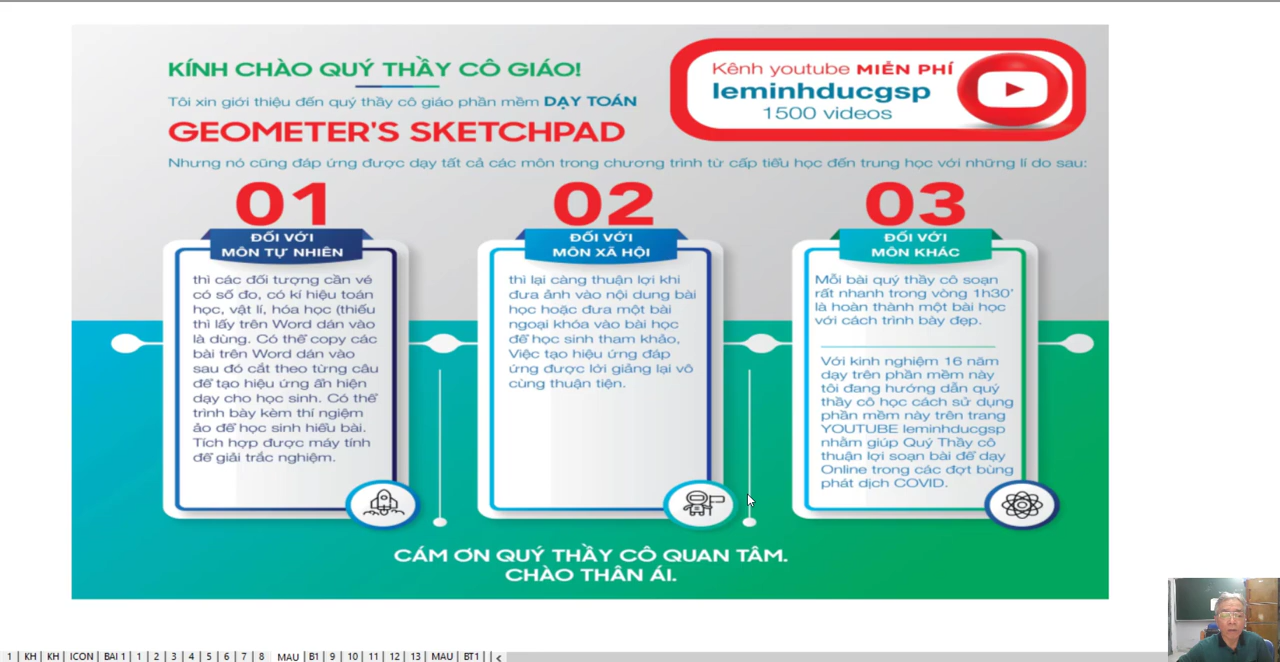 KÍNH CHÀO QUÝ THẦY CÔ GIÁO!
Tôi xin giới thiệu đến quý thầy cô giáo phần mềm DẠY TOÁN
GEOMETER'S SKETCHPAD
Kênh youtube MIỄN PHÍ
leminhducgsp
1500 videos
Nhưng nó cũng đáp ứng được dạy tất cả các môn trong chương trình từ cấp tiểu học đến trung học với những lí do sau:
01
ĐỐI VỚI
MÔN TỰ NHIÊN
thì các đối tượng cần vẽ
có số đo, có kí hiệu toán
học, vật lí, hóa học (thiếu
thì lấy trên Word dán vào
là dùng. Có thể copy các
bài trên Word dán vào
sau đó cắt theo từng câu
để tạo hiệu ứng ẩn hiện
dạy cho học sinh. Có thể
trình bày kèm thí ngiệm
ảo để học sinh hiểu bài.
Tích hợp được máy tính
để giải trắc nghiệm.
02
ĐỐI VỚI
MÔN XÃ HỘI
thì lại càng thuận lợi khi
đưa ảnh vào nội dung bài
học hoặc đưa một bài
ngoại khóa vào bài học
để học sinh tham khảo,
Việc tạo hiệu ứng đáp
ứng được lới giảng lại vô
cùng thuận tiện.
03
ĐỐI VỚI
MÔN KHÁC
Mỗi bài quý thầy cô soạn
rất nhanh trong vòng 1h30'
là hoàn thành một bài học
với cách trình bày đẹp.
Với kinh nghiệm 16 năm
dạy trên phần mềm này
tôi đang hướng dẫn quý
thầy cô học cách sử dụng
phần mềm này trên trang
YOUTUBE leminhducgsp
nhằm giúp Quý Thầy cô
thuận lợi soạn bài để dạy
Online trong các đợt bùng
phát dịch COVID.
CÁM ƠN QUÝ THẦY CÔ QUAN TÂM.
CHÀO THÂN ÁI.
1 | KH | KH | ICON | BAI 1 | 1 | 2 | 3 | 4 | 5 | 6 | 7 | 8 MAU | B1 | 9 | 10 | 11 | 12 | 13 | MAU | BT1 | |